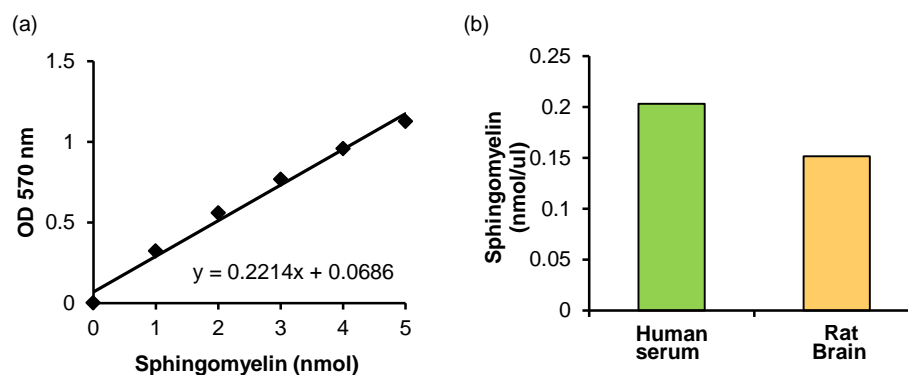 (a)
1.5
1
0.5
0
OD 570 nm
y = 0.2214x + 0.0686
0 1 2 3 4 5
Sphingomyelin (nmol)
(b)
0.25
0.2
0.15
0.1
0.05
0
Sphingomyelin
(nmol/ul)
Human
serum
Rat
Brain